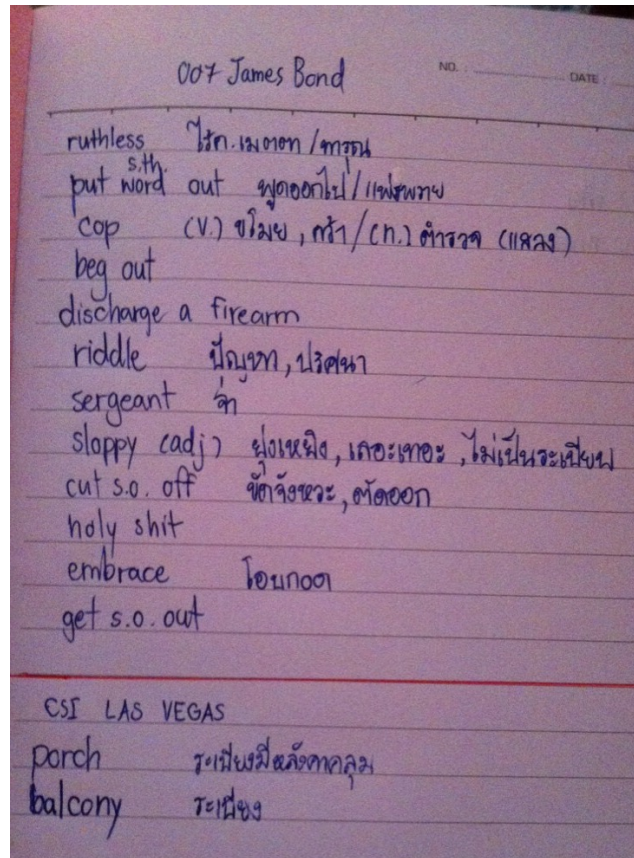 007 James Bond NO. : DATE :
ruthless ไร้ค.เมตตา / ทารุณ
s.th.
put word out พูดออกไป / แพร่พราย
cop (v.) ขโมย, คว้า / (n.) ตำรวจ (แสลง)
beg out
discharge a firearm
riddle ปัญหา, ปริศนา
sergeant จ่า
sloppy (adj) ยุ่งเหยิง, เลอะเทอะ, ไม่เป็นระเบียบ
cut s.o. off ขัดจังหวะ, ตัดออก
holy shit
embrace โอบกอด
get s.o. out
CSI LAS VEGAS
porch ระเบียงมีหลังคาคลุม
balcony ระเบียง